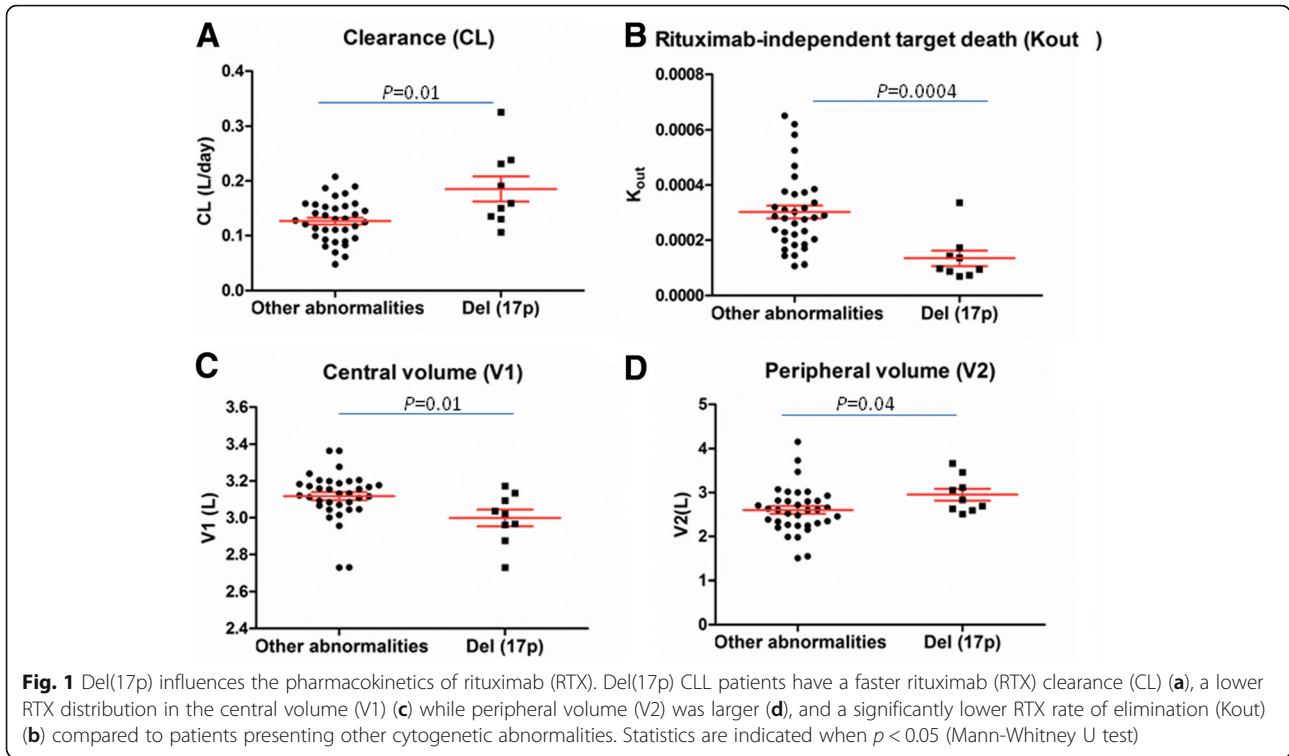 A
Clearance (CL)
P=0.01
CL (L/day)
0.4
0.3
0.2
0.1
0.0
Other abnormalities
Del (17p)
B
Rituximab-independent target death (Kout )
P=0.0004
Kout
0.0008
0.0006
0.0004
0.0002
0.0000
Other abnormalities
Del (17p)
C
Central volume (V1)
P=0.01
V1 (L)
3.6
3.4
3.2
3.0
2.8
2.6
2.4
Other abnormalities
Del (17p)
D
Peripheral volume (V2)
P=0.04
V2(L)
5
4
3
2
1
0
Other abnormalities
Del (17p)
Fig. 1 Del(17p) influences the pharmacokinetics of rituximab (RTX). Del(17p) CLL patients have a faster rituximab (RTX) clearance (CL) (a), a lower
RTX distribution in the central volume (V1) (c) while peripheral volume (V2) was larger (d), and a significantly lower RTX rate of elimination (Kout)
(b) compared to patients presenting other cytogenetic abnormalities. Statistics are indicated when p < 0.05 (Mann-Whitney U test)